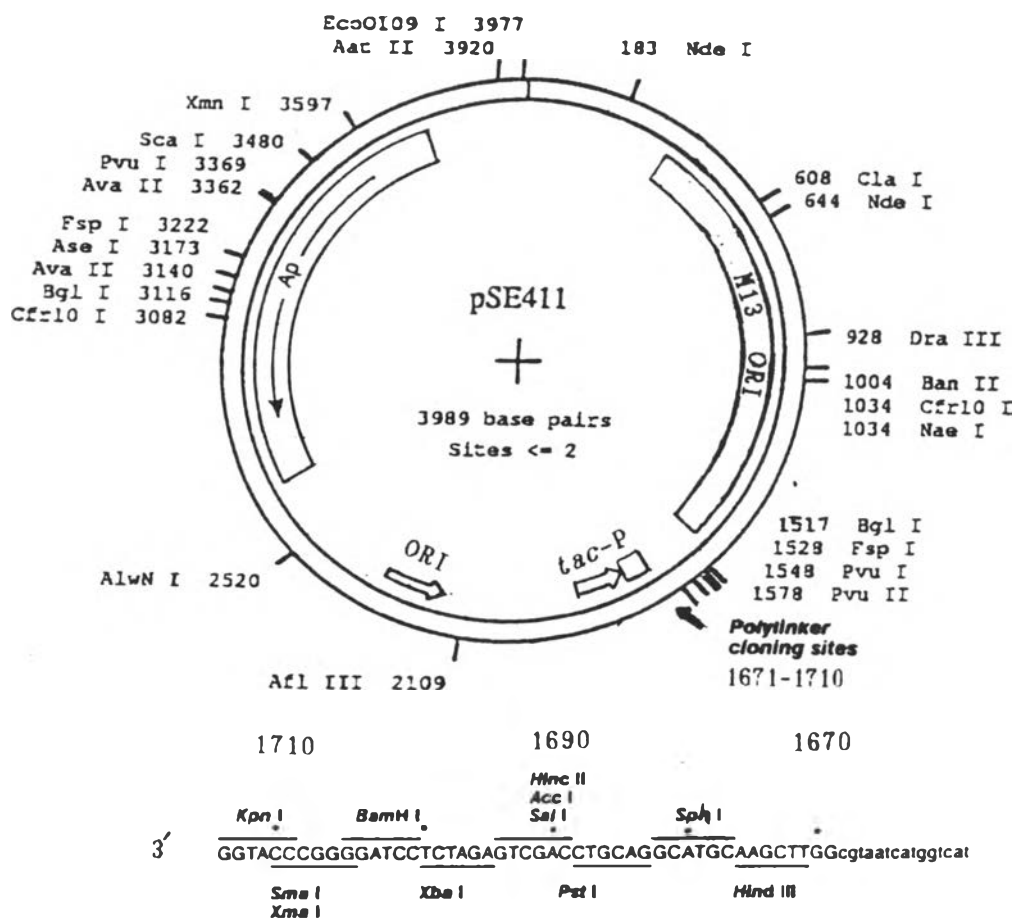 EcoO109 I 3977
Aat II 3920
183 Nde I
Xmn I 3597
Sca I 3480
Pvu I 3369
Ava II 3362
608 Cla I
644 Nde I
Fsp I 3222
Ase I 3173
Ava II 3140
Bgl I 3116
Cfr10 I 3082
Ap
M13 ORI
pSE411
3989 base pairs
Sites <= 2
928 Dra III
1004 Ban II
1034 Cfr10 I
1034 Nae I
1517 Bgl I
1528 Fsp I
1548 Pvu I
1578 Pvu II
ORI
tac-P
AlwN I 2520
Polylinker
cloning sites
1671-1710
Afl III 2109
1710 1690 1670
Hinc II
Acc I
Kpn I BamH I Sal I Sph I
3′ GGTACCCGGGGATCCTCTAGAGTCGACCTGCAGGCATGCAAGCTTGGcgtaatcatggtcat
Sma I Xba I Pst I Hind III
Xma I